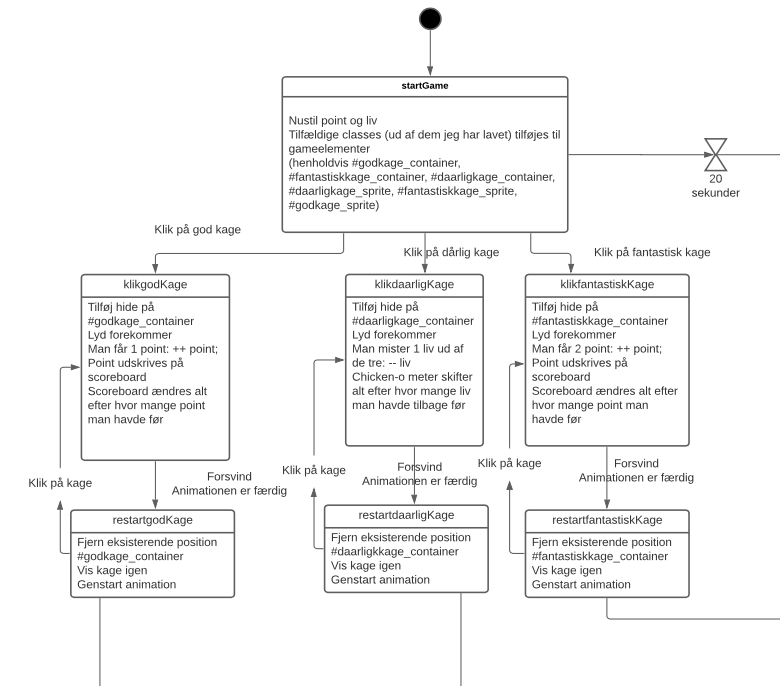 startGame
Nustil point og liv
Tilfældige classes (ud af dem jeg har lavet) tilføjes til
gameelementer
(henholdvis #godkage_container,
#fantastiskkage_container, #daarligkage_container,
#daarligkage_sprite, #fantastiskkage_sprite,
#godkage_sprite)
20
sekunder
Klik på god kage
Klik på dårlig kage
Klik på fantastisk kage
klikgodKage
Tilføj hide på
#godkage_container
Lyd forekommer
Man får 1 point: ++ point;
Point udskrives på
scoreboard
Scoreboard ændres alt
efter hvor mange point
man havde før
klikdaarligKage
Tilføj hide på
#daarligkage_container
Lyd forekommer
Man mister 1 liv ud af
de tre: -- liv
Chicken-o meter skifter
alt efter hvor mange liv
man havde tilbage før
klikfantastiskKage
Tilføj hide på
#fantastiskkage_container
Lyd forekommer
Man får 2 point: ++ point;
Point udskrives på
scoreboard
Scoreboard ændres alt efter
hvor mange point man
havde før
Klik på kage
Forsvind
Animationen er færdig
Klik på kage
Forsvind
Animationen er færdig
Klik på kage
Forsvind
Animationen er færdig
restartgodKage
Fjern eksisterende position
#godkage_container
Vis kage igen
Genstart animation
restartdaarligKage
Fjern eksisterende position
#daarligkkage_container
Vis kage igen
Genstart animation
restartfantastiskKage
Fjern eksisterende position
#fantastiskkage_container
Vis kage igen
Genstart animation